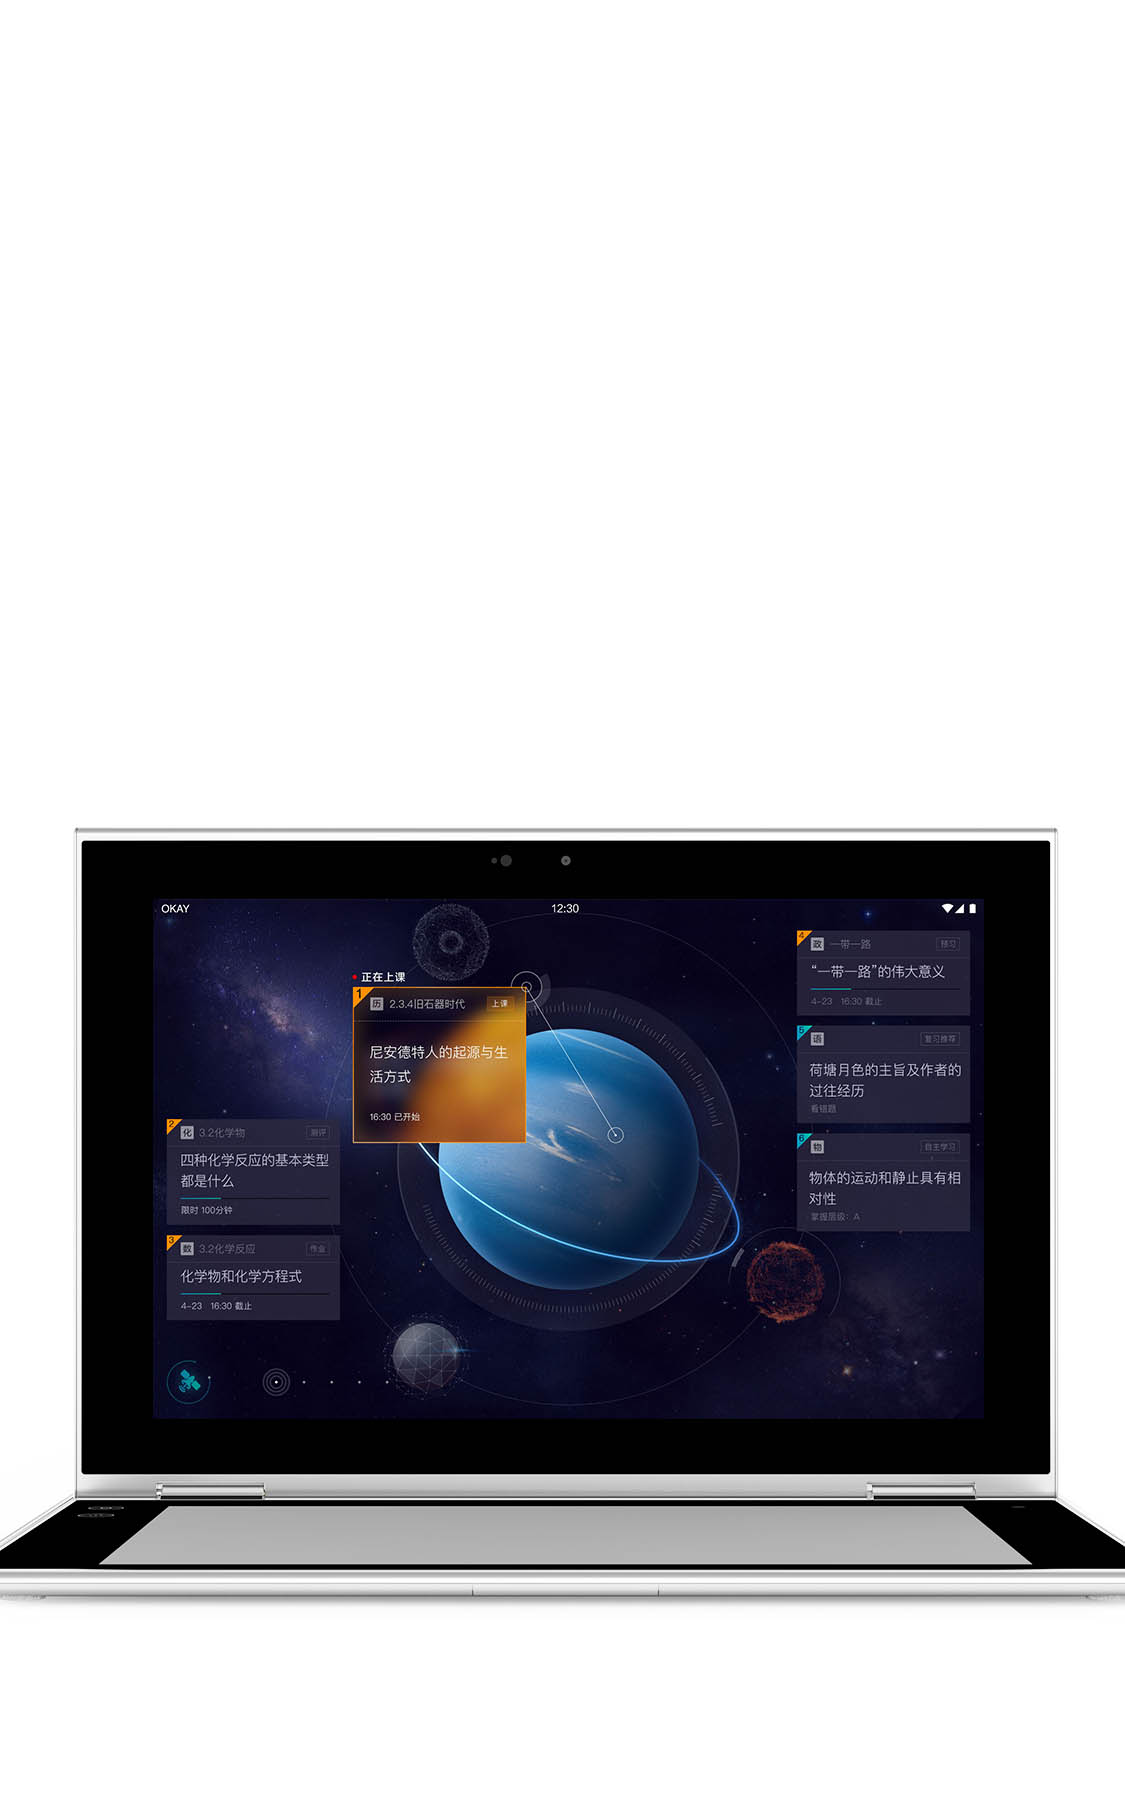 OKAY
12:30
正在上课
1
历 2.3.4旧石器时代 上课
尼安德特人的起源与生
活方式
16:30 已开始
2
化 3.2化学物 测评
四种化学反应的基本类型
都是什么
限时 100分钟
3
数 3.2化学反应 作业
化学物和化学方程式
4-23 16:30 截止
4
政 一带一路 预习
“一带一路”的伟大意义
4-23 16:30 截止
5
语 复习推荐
荷塘月色的主旨及作者的
过往经历
看错题
6
物 自主学习
物体的运动和静止具有相
对性
掌握层级：A